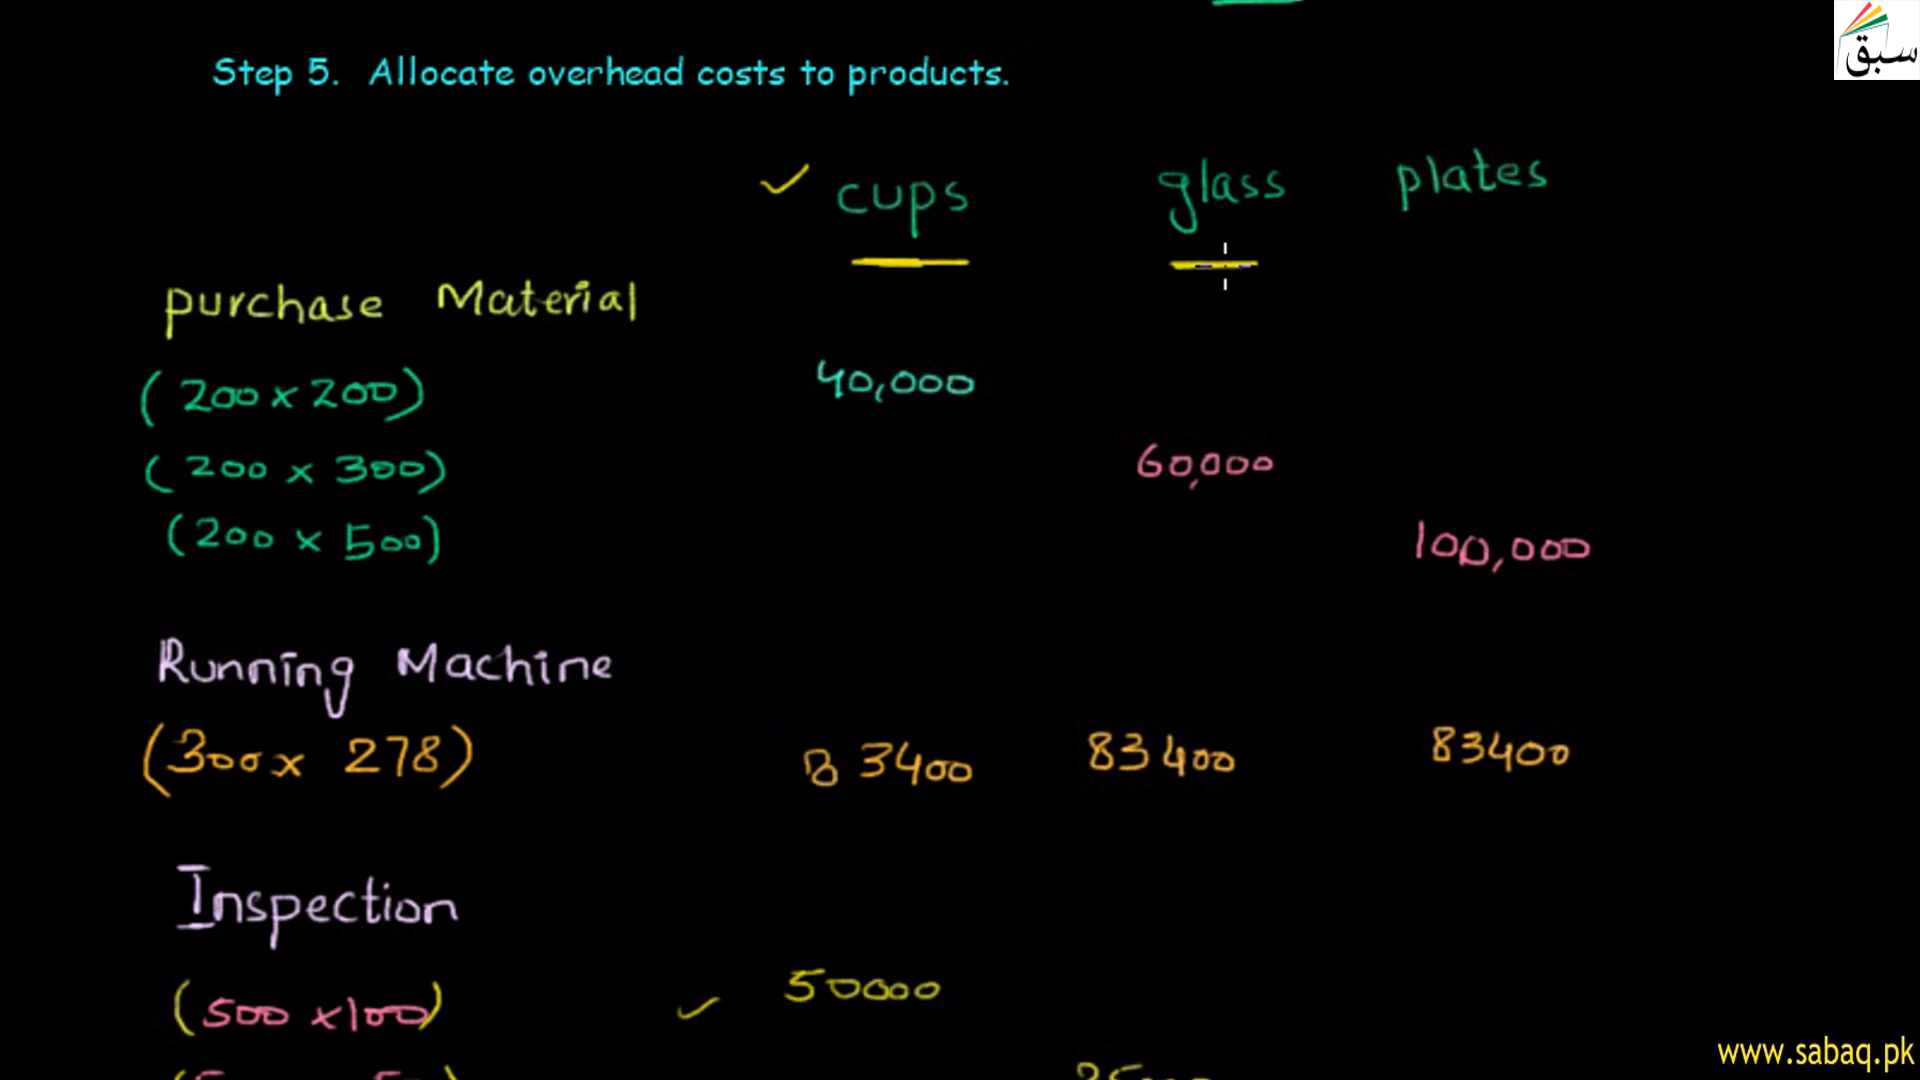 سبق
Step 5. Allocate overhead costs to products.
cups glass plates
purchase Material
(200 x 200) 40,000
(200 x 300) 60,000
(200 x 500) 100,000
Running Machine
(300 x 278) 83400 83400 83400
Inspection
(500 x 100) 50000
www.sabaq.pk